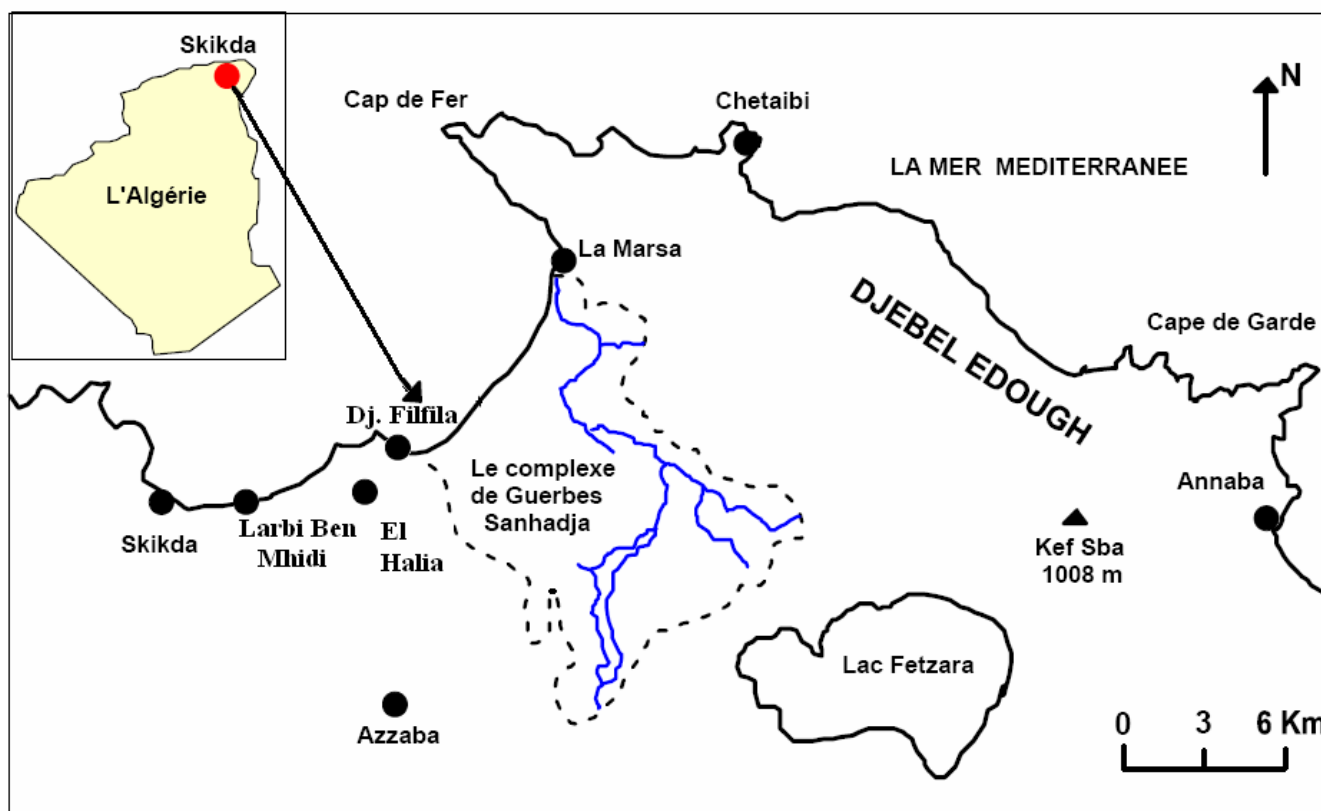 Skikda
L'Algérie
Cap de Fer
Chetaibi
N
LA MER MEDITERRANEE
La Marsa
DJEBEL EDOUGH
Cape de Garde
Dj. Filfila
Le complexe
de Guerbes
Sanhadja
Annaba
Skikda
Larbi Ben
Mhidi
El
Halia
Kef Sba
1008 m
Lac Fetzara
Azzaba
0 3 6 Km